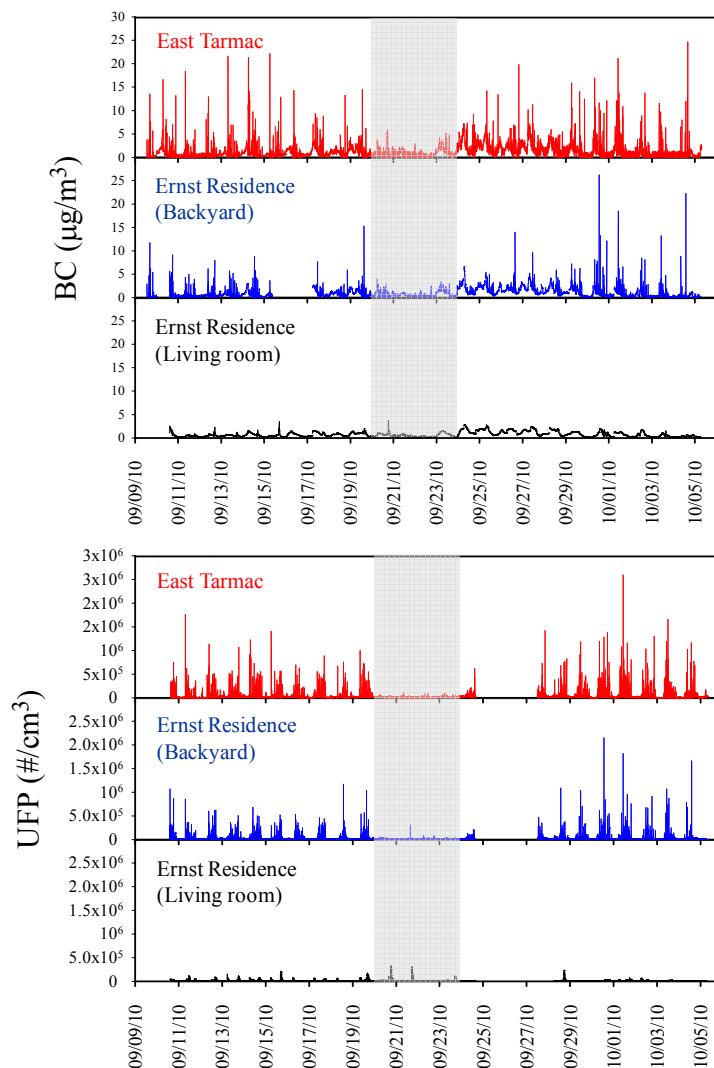 30
East Tarmac
25
20
15
10
5
0
25
Ernst Residence
(Backyard)
20
15
10
5
0
BC (µg/m³)
25
Ernst Residence
(Living room)
20
15
10
5
0
09/09/10 09/11/10 09/13/10 09/15/10 09/17/10 09/19/10 09/21/10 09/23/10 09/25/10 09/27/10 09/29/10 10/01/10 10/03/10 10/05/10
3x10⁶
3x10⁶
East Tarmac
2x10⁶
2x10⁶
1x10⁶
5x10⁵
0
2.5x10⁶
Ernst Residence
(Backyard)
2.0x10⁶
1.5x10⁶
1x10⁶
5.0x10⁵
0
UFP (#/cm³)
2.5x10⁶
Ernst Residence
(Living room)
2.0x10⁶
1.5x10⁶
1.0x10⁶
5.0x10⁵
0
09/09/10 09/11/10 09/13/10 09/15/10 09/17/10 09/19/10 09/21/10 09/23/10 09/25/10 09/27/10 09/29/10 10/01/10 10/03/10 10/05/10